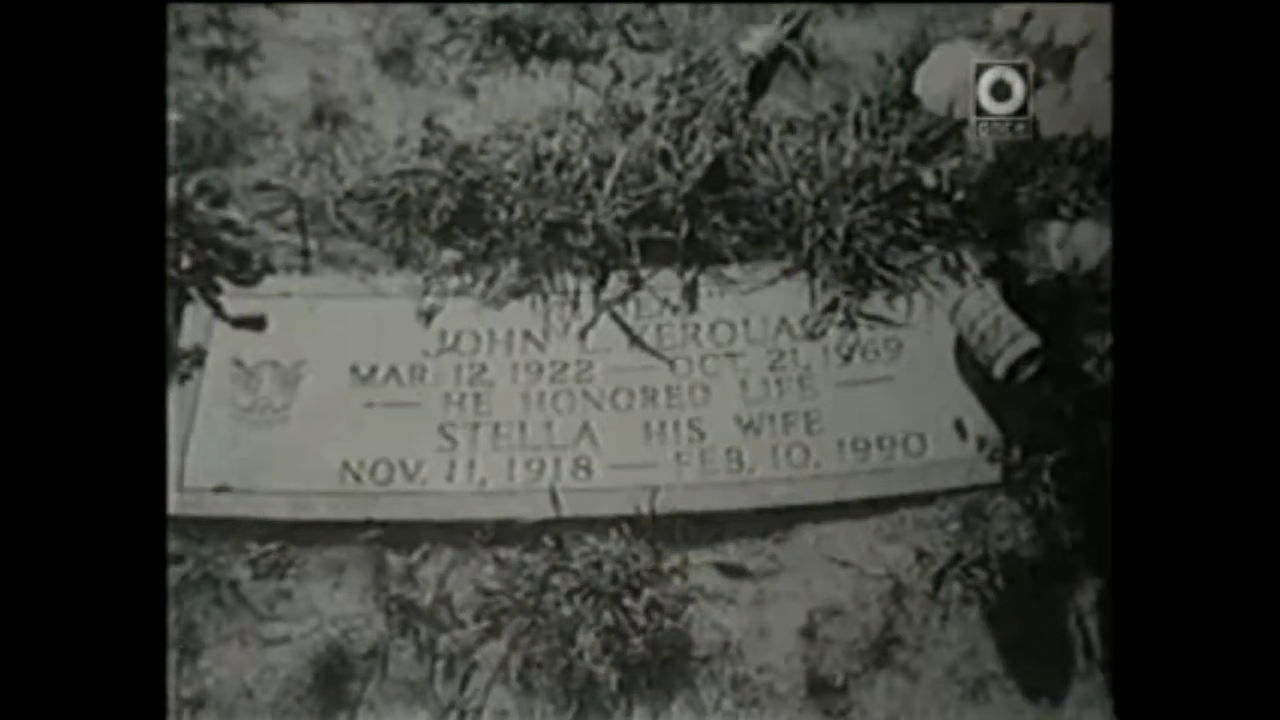 once
JOHN L. KEROUAC
MAR. 12, 1922 — OCT. 21, 1969
— HE HONORED LIFE —
STELLA HIS WIFE
NOV. 11, 1918 — FEB. 10, 1990